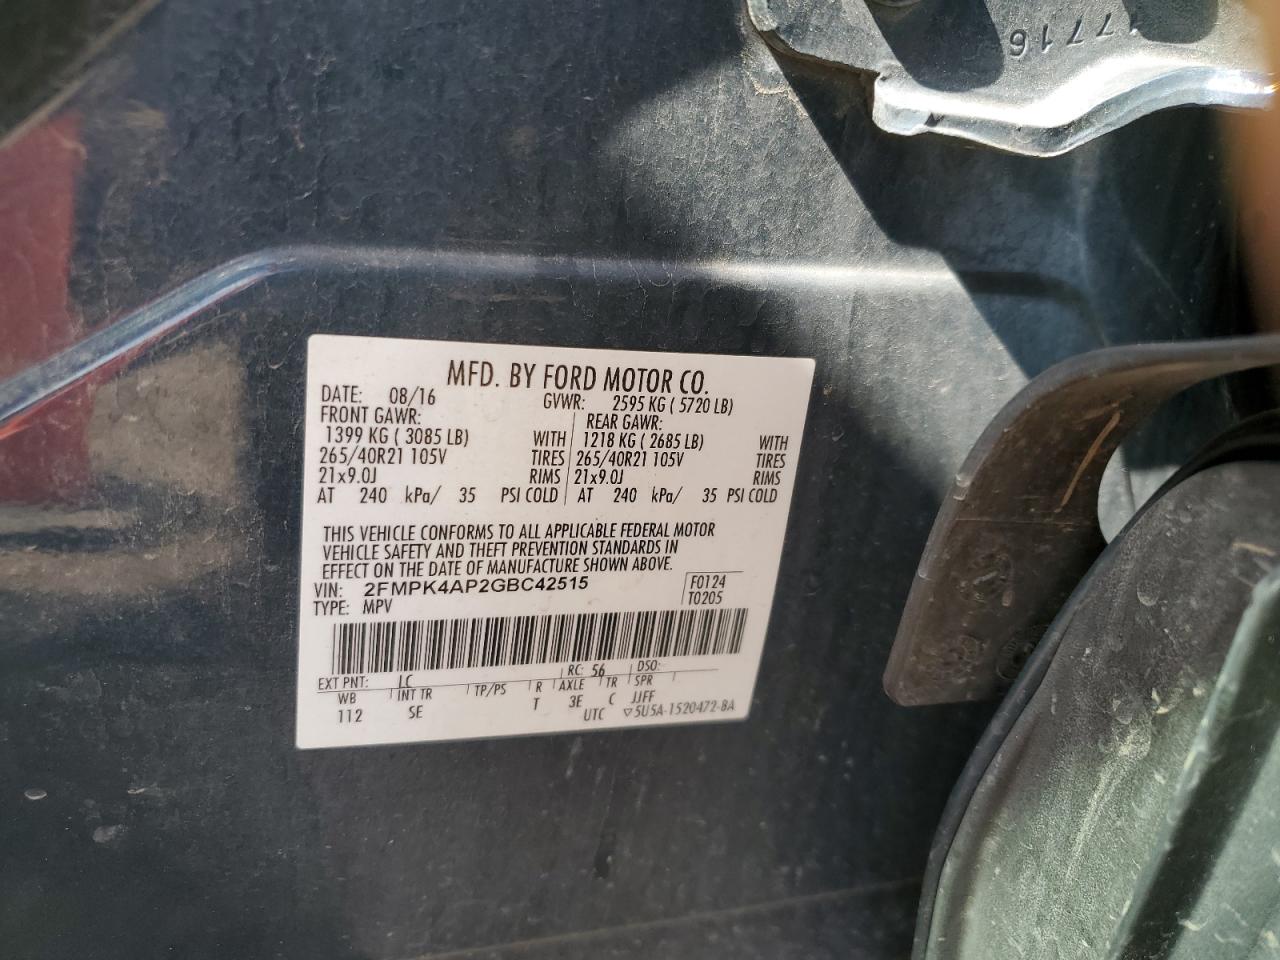 17716
MFD. BY FORD MOTOR CO.
DATE: 08/16 GVWR: 2595 KG ( 5720 LB)
FRONT GAWR: REAR GAWR:
1399 KG ( 3085 LB) WITH 1218 KG ( 2685 LB) WITH
265/40R21 105V TIRES 265/40R21 105V TIRES
21x9.0J RIMS 21x9.0J RIMS
AT 240 kPa/ 35 PSI COLD AT 240 kPa/ 35 PSI COLD
THIS VEHICLE CONFORMS TO ALL APPLICABLE FEDERAL MOTOR
VEHICLE SAFETY AND THEFT PREVENTION STANDARDS IN
EFFECT ON THE DATE OF MANUFACTURE SHOWN ABOVE.
VIN: 2FMPK4AP2GBC42515 F0124
TYPE: MPV T0205
EXT PNT: LC RC: 56 DSO:
WB INT TR TP/PS R AXLE TR SPR
112 SE T 3E C JJFF
UTC ▽5U5A-1520472-BA